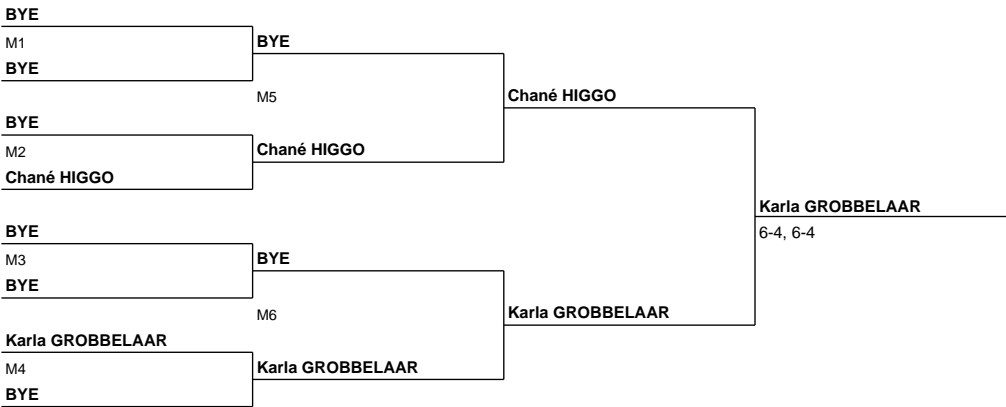 BYE
M1
BYE
BYE
M5
Chané HIGGO
BYE
M2
Chané HIGGO
Chané HIGGO
Karla GROBBELAAR
6-4, 6-4
BYE
M3
BYE
BYE
M6
Karla GROBBELAAR
Karla GROBBELAAR
M4
Karla GROBBELAAR
BYE